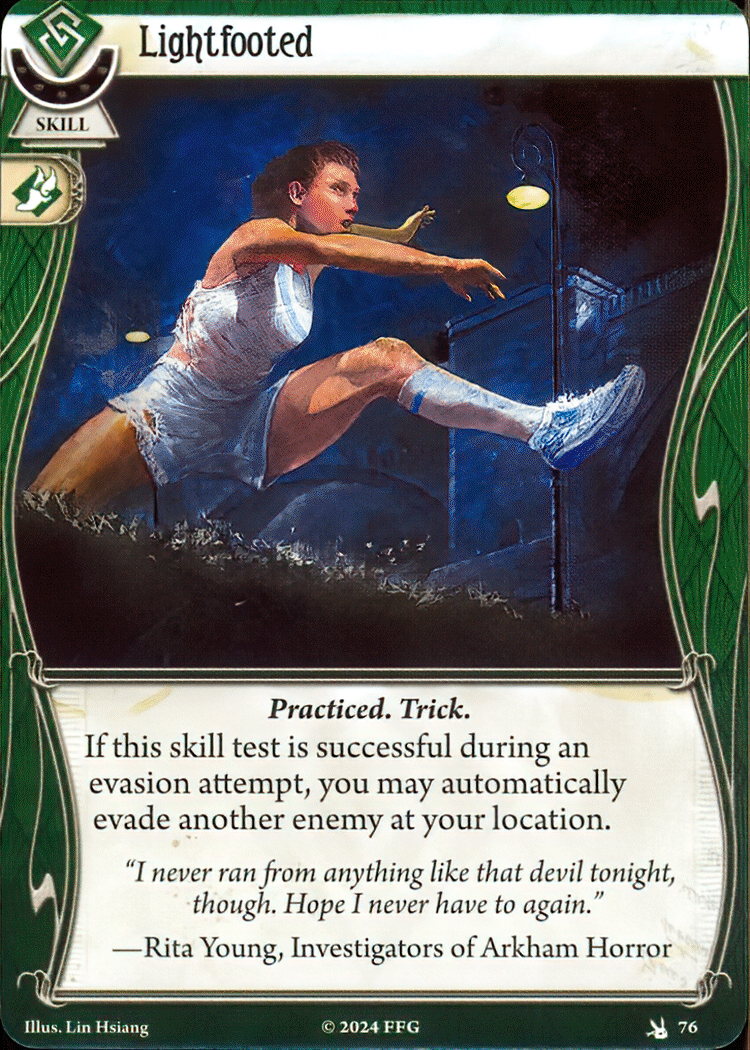 Lightfooted
SKILL
Practiced. Trick.
If this skill test is successful during an
evasion attempt, you may automatically
evade another enemy at your location.
“I never ran from anything like that devil tonight,
though. Hope I never have to again.”
—Rita Young, Investigators of Arkham Horror
Illus. Lin Hsiang
© 2024 FFG
76